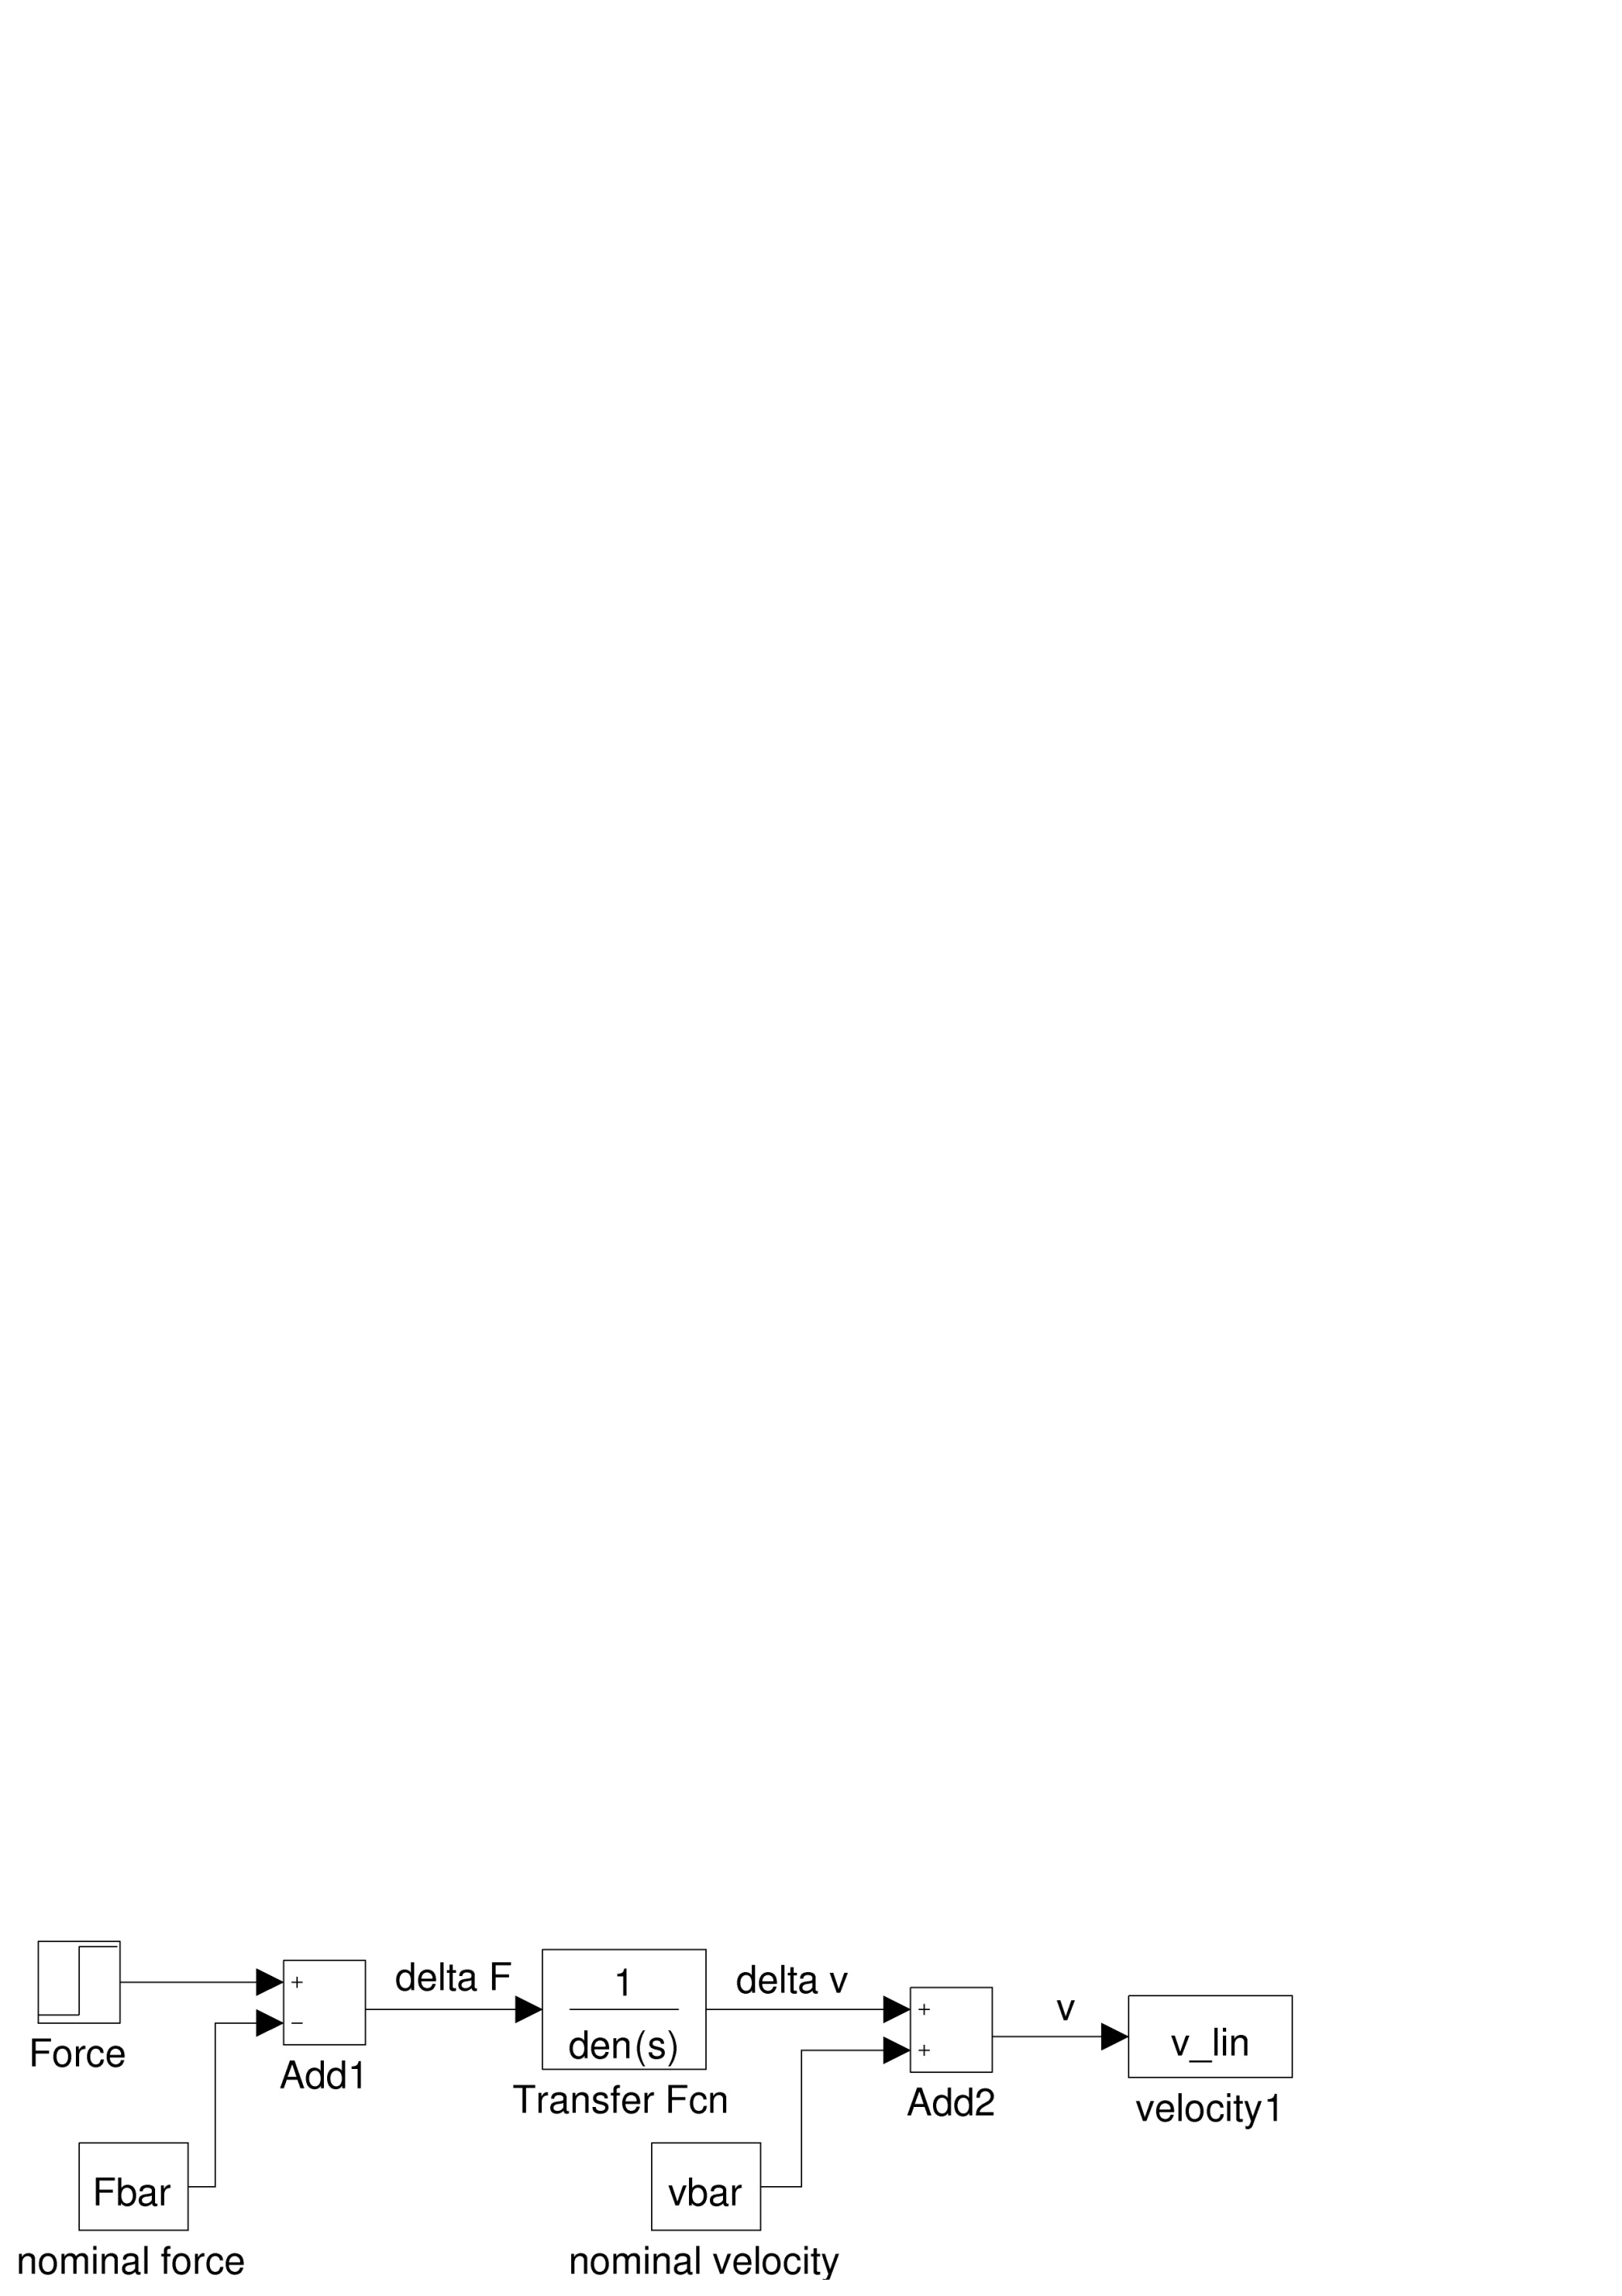 Force
+
−
Add1
Fbar
nominal force
delta F
1
den(s)
Transfer Fcn
delta v
vbar
nominal velocity
+
+
Add2
v
v_lin
velocity1